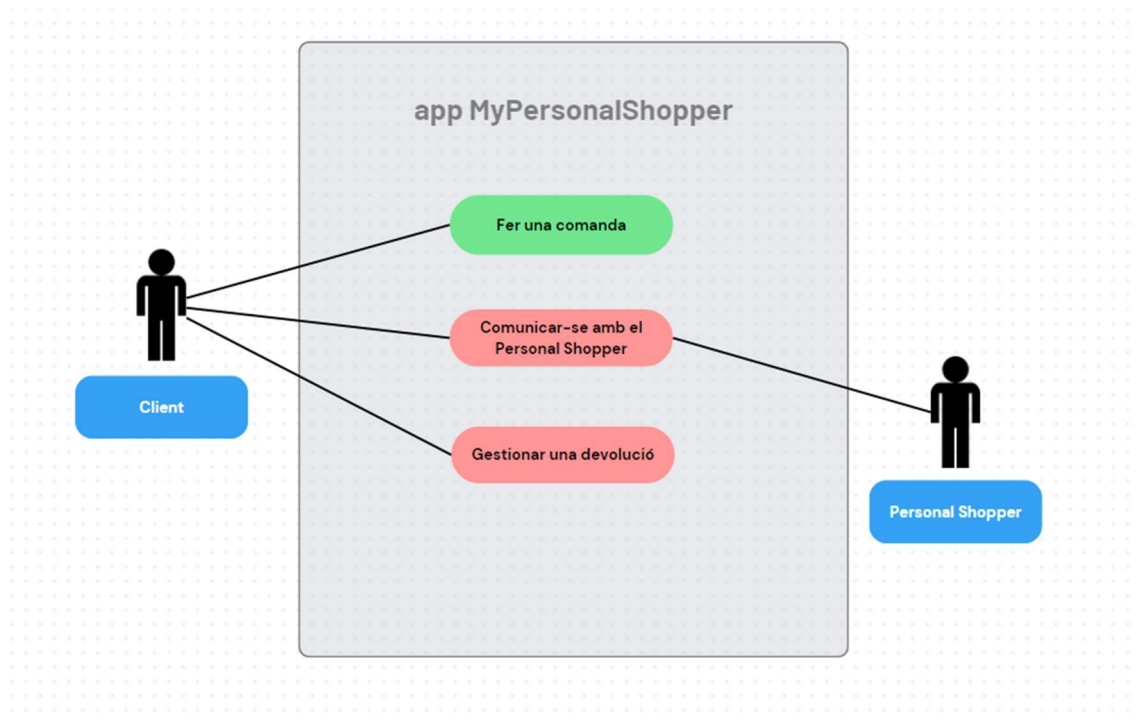 app MyPersonalShopper
Fer una comanda
Comunicar-se amb el
Personal Shopper
Gestionar una devolució
Client
Personal Shopper